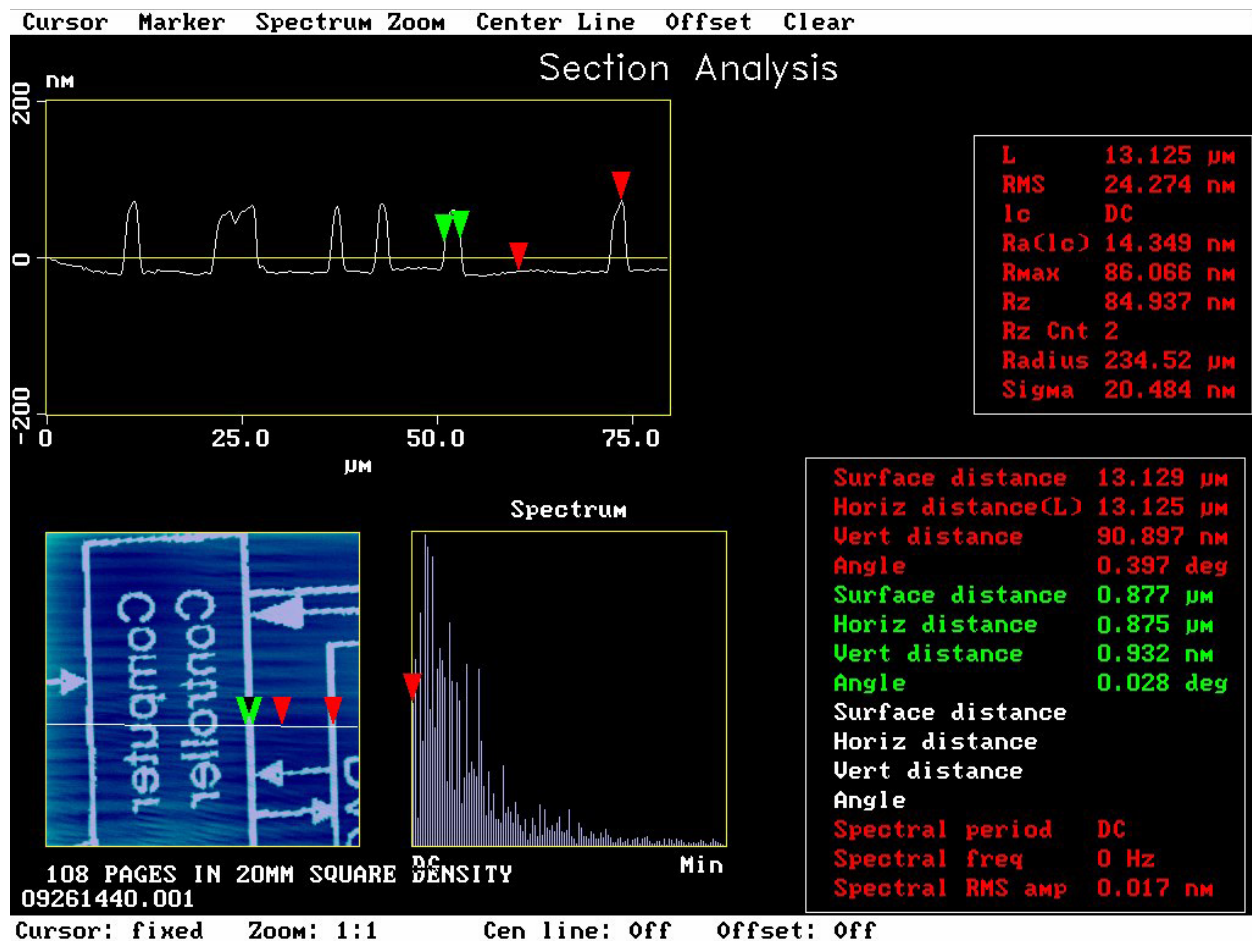 Cursor Marker Spectrum Zoom Center Line Offset Clear
Section Analysis
nM
200
0
-200
0 25.0 50.0 75.0
µM
L 13.125 µM
RMS 24.274 nM
lc DC
Ra(lc) 14.349 nM
RMax 86.066 nM
Rz 84.937 nM
Rz Cnt 2
Radius 234.52 µM
Sigma 20.484 nM
Surface distance 13.129 µM
Horiz distance(L) 13.125 µM
Vert distance 90.897 nM
Angle 0.397 deg
Surface distance 0.877 µM
Horiz distance 0.875 µM
Vert distance 0.932 nM
Angle 0.028 deg
Surface distance
Horiz distance
Vert distance
Angle
Spectral period DC
Spectral freq 0 Hz
Spectral RMS amp 0.017 nM
Spectrum
Controller
Computer
DC Min
108 PAGES IN 20MM SQUARE DENSITY
09261440.001
Cursor: fixed Zoom: 1:1 Cen line: Off Offset: Off